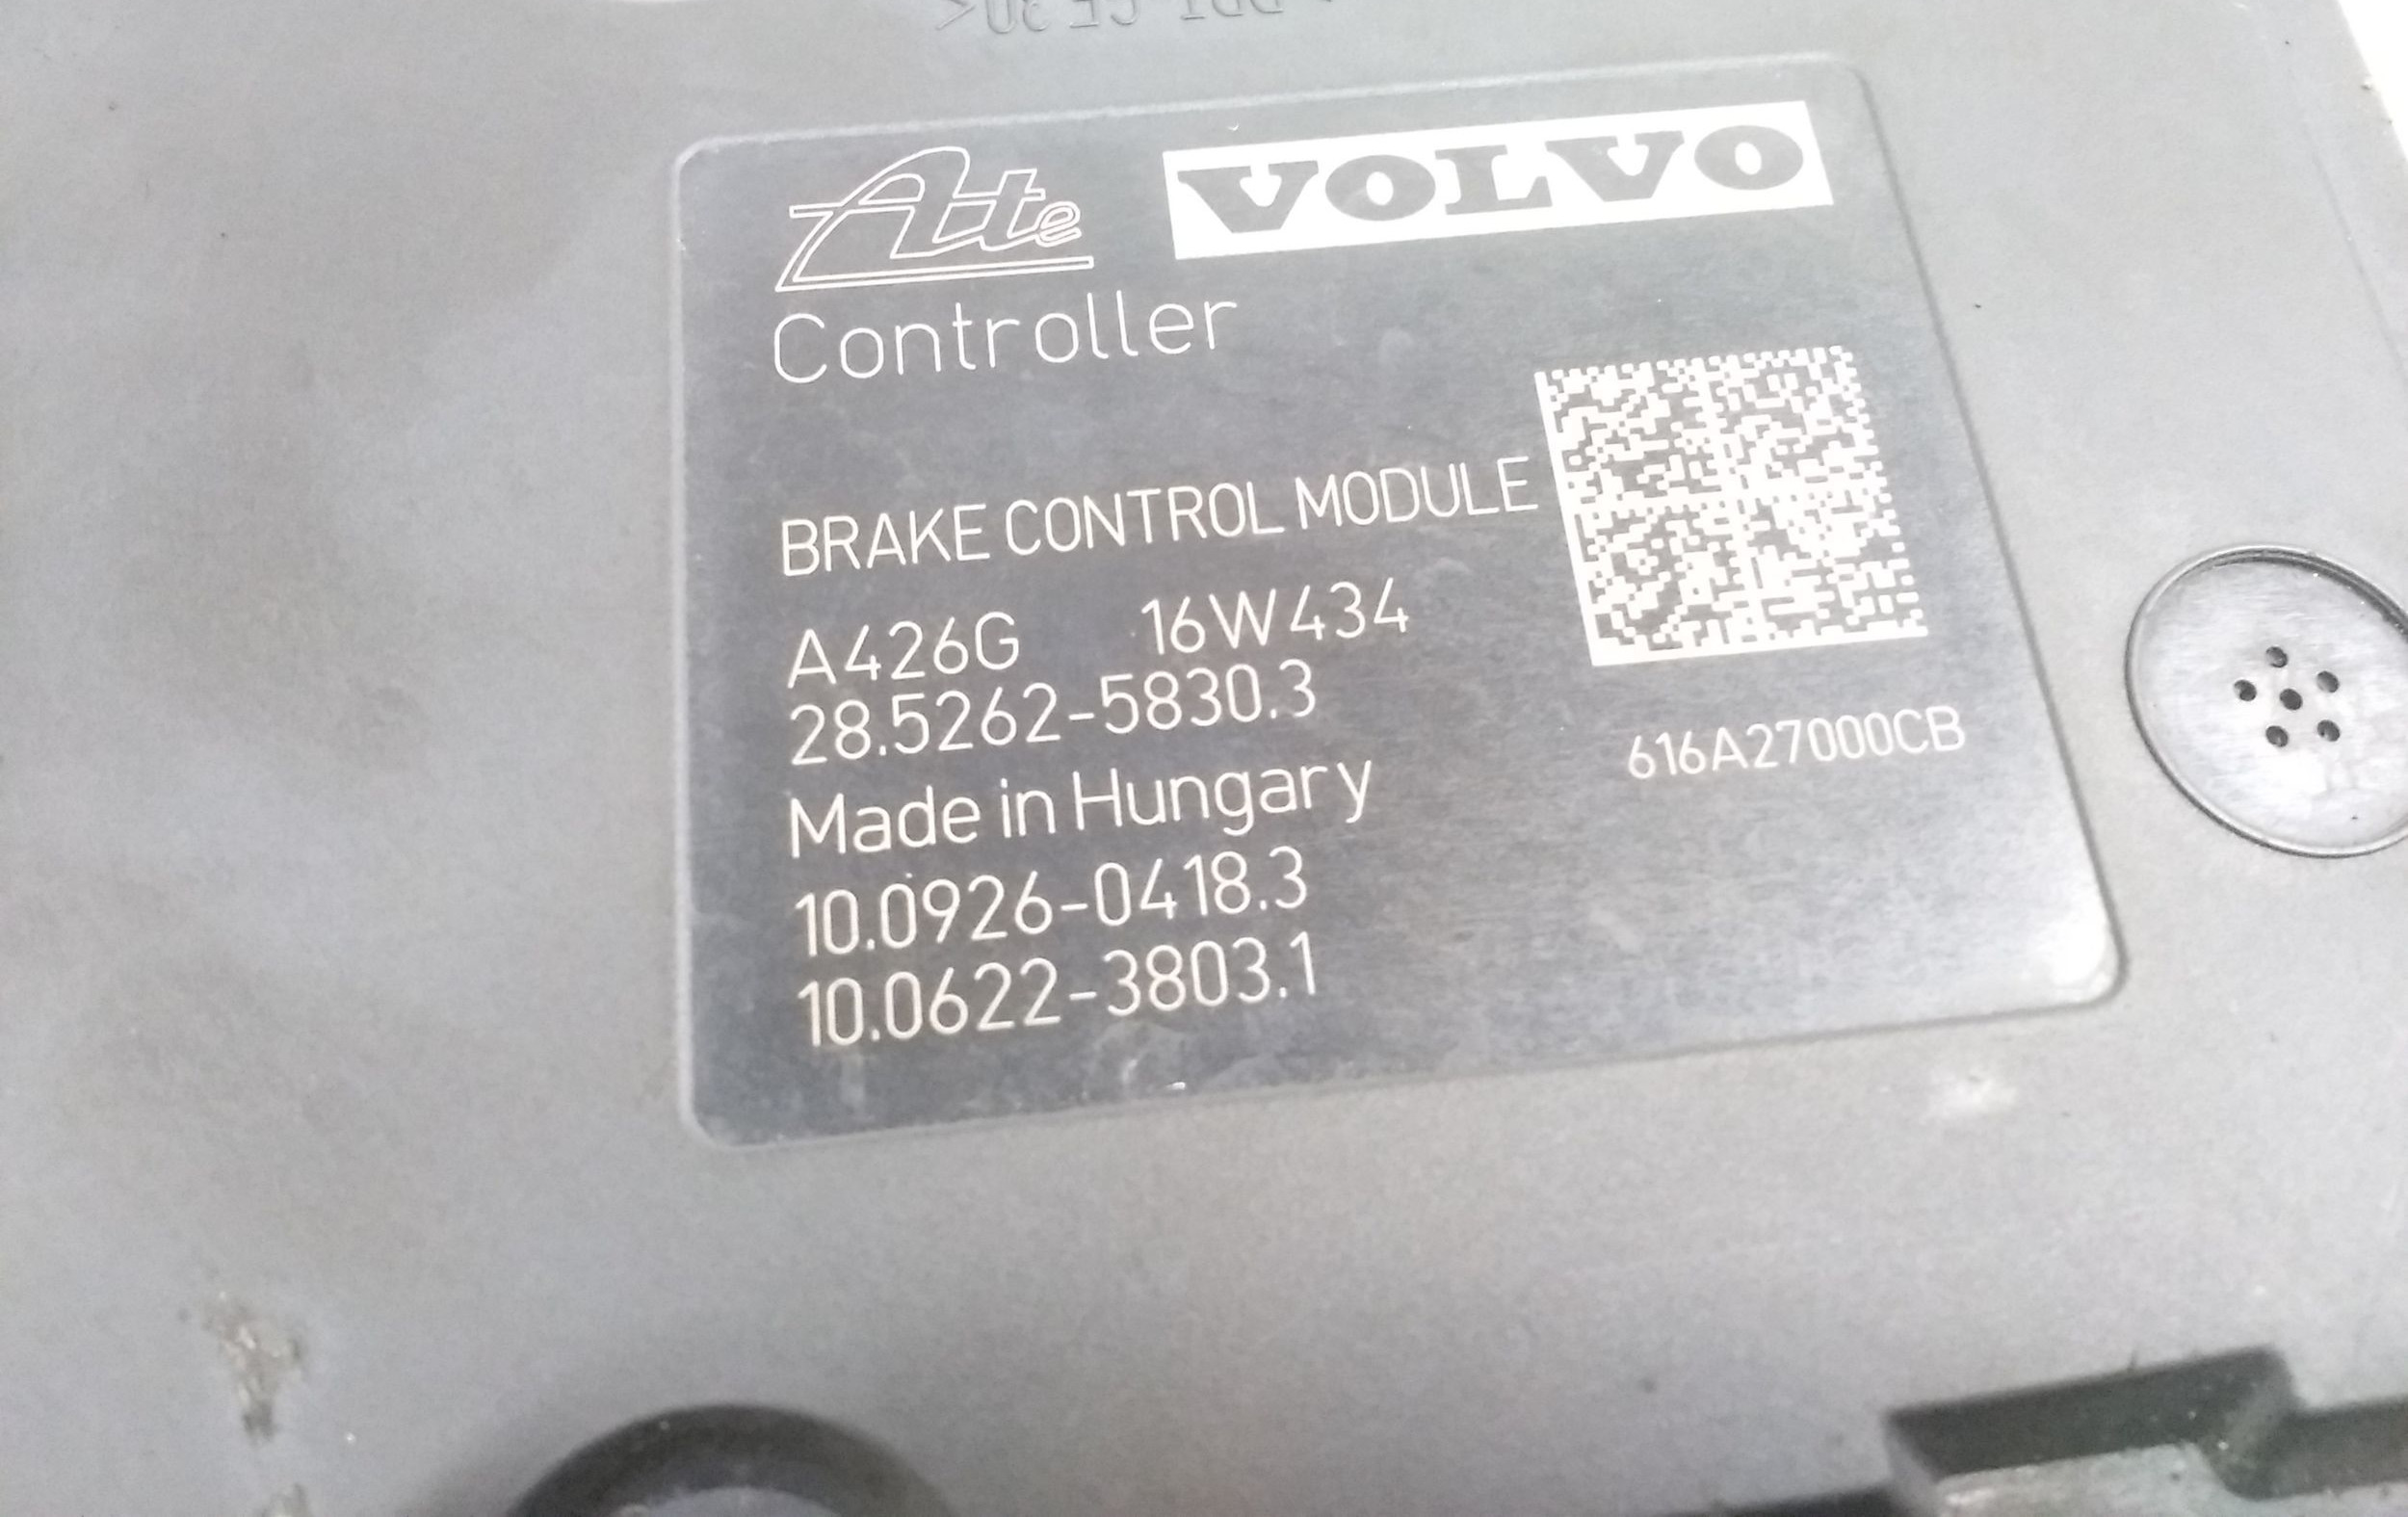 Ate VOLVO
Controller
BRAKE CONTROL MODULE
A426G 16W434
28.5262-5830.3
616A27000CB
Made in Hungary
10.0926-0418.3
10.0622-3803.1